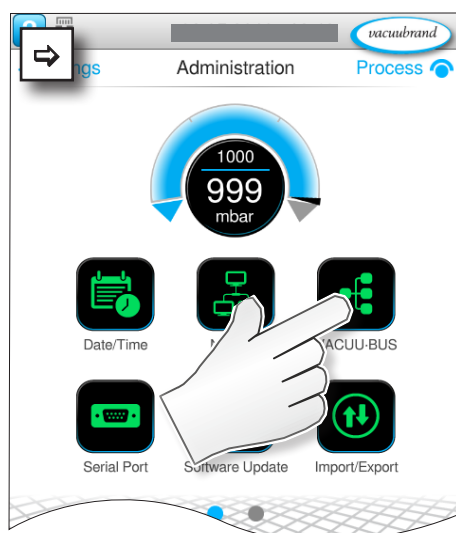 vacuubrand
ngs
Administration
Process
1000
999
mbar
Date/Time
VACUU·BUS
Serial Port
Software Update
Import/Export